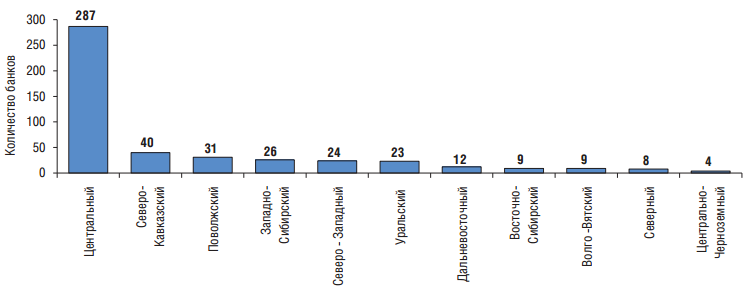 Количество банков
300
250
200
150
100
50
0
287
40
31
26
24
23
12
9
9
8
4
Центральный
Северо-
Кавказский
Поволжский
Западно-
Сибирский
Северо - Западный
Уральский
Дальневосточный
Восточно-
Сибирский
Волго -Вятский
Северный
Центрально-
Черноземный